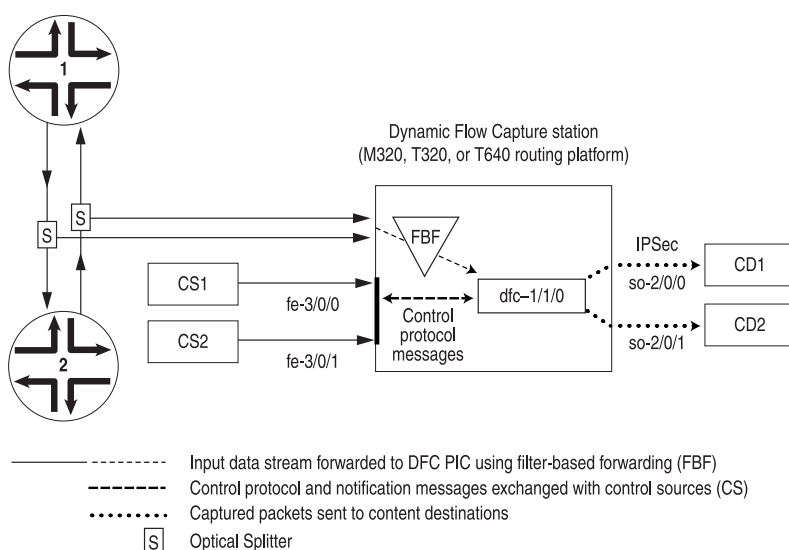 1
Dynamic Flow Capture station
(M320, T320, or T640 routing platform)
S
S
FBF
IPSec
CD1
so-2/0/0
CS1
fe-3/0/0
dfc–1/1/0
Control
protocol
messages
CD2
so-2/0/1
CS2
fe-3/0/1
2
Input data stream forwarded to DFC PIC using filter-based forwarding (FBF)
Control protocol and notification messages exchanged with control sources (CS)
Captured packets sent to content destinations
S Optical Splitter